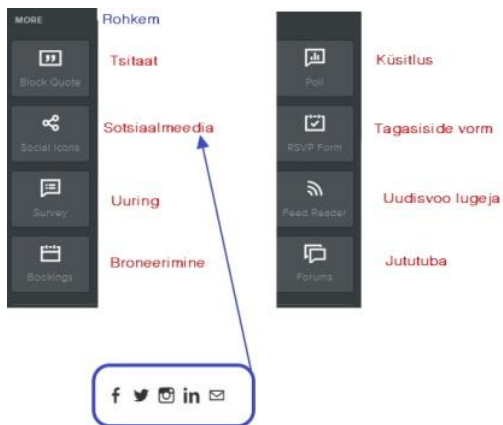 MORE Rohkem
Block Quote Tsitaat
Social Icons Sotsiaalmeedia
Survey Uuring
Bookings Broneerimine
Poll Küsitlus
RSVP Form Tagasiside vorm
Feed Reader Uudisvoo lugeja
Forums Jututuba